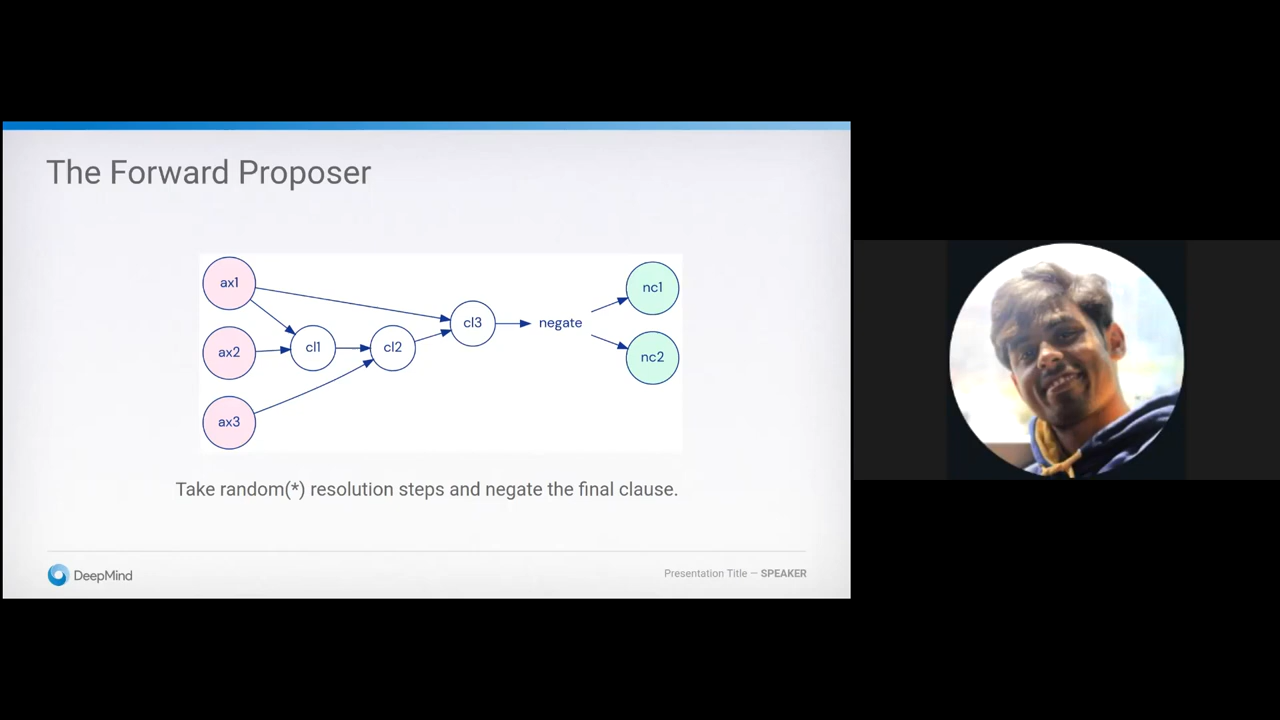 The Forward Proposer
ax1
ax2
ax3
cl1
cl2
cl3
negate
nc1
nc2
Take random(*) resolution steps and negate the final clause.
DeepMind
Presentation Title — SPEAKER